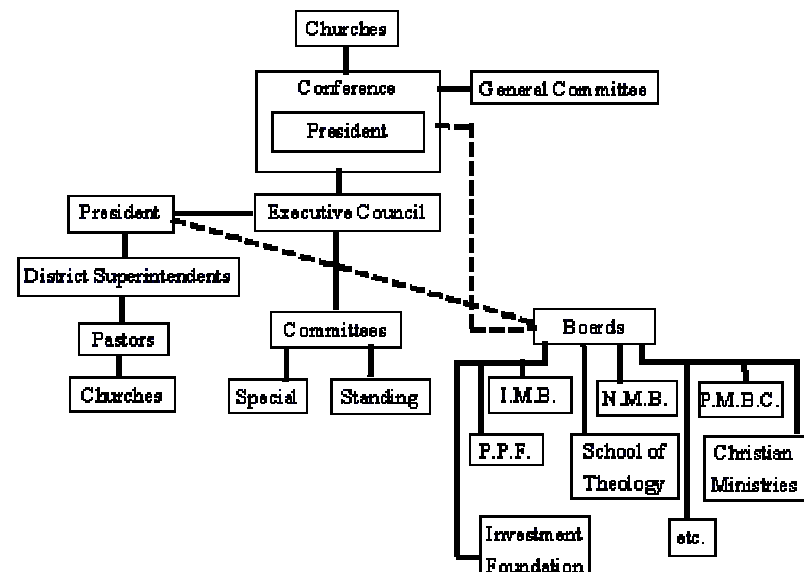 Churches
Conference
General Committee
President
President
Executive Council
District Superintendents
Committees
Boards
Pastors
Churches
Special
Standing
I.M.B.
N.M.B.
P.M.B.C.
P.P.F.
School of
Theology
Christian
Ministries
Investment
Foundation
etc.